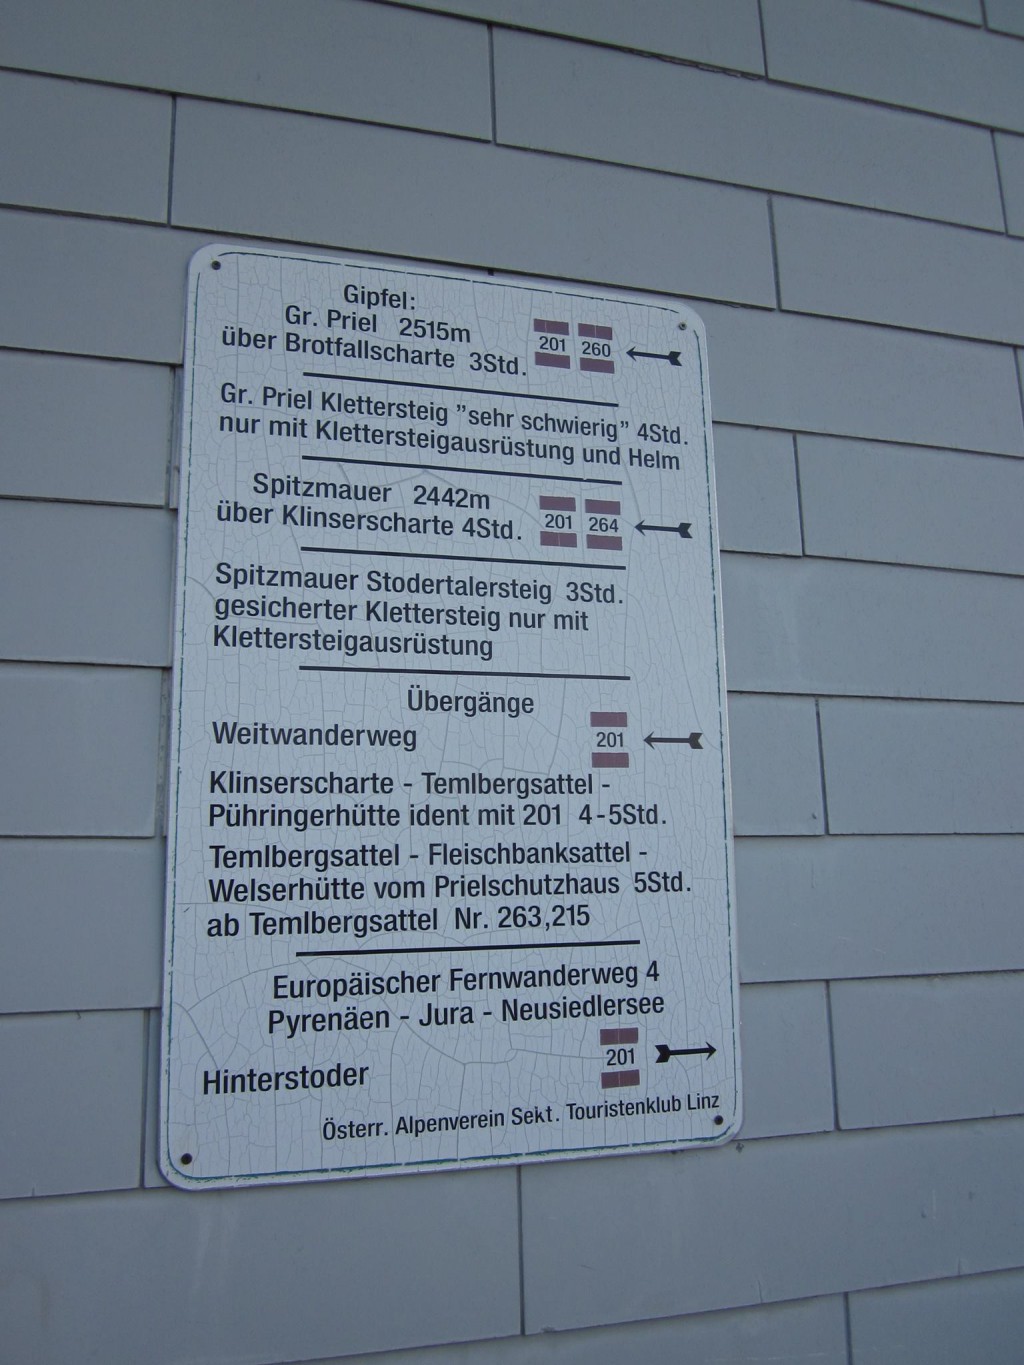 Gipfel:
Gr. Priel 2515m
über Brotfallscharte 3Std.
201 260
Gr. Priel Klettersteig "sehr schwierig" 4Std.
nur mit Klettersteigausrüstung und Helm
Spitzmauer 2442m
über Klinserscharte 4Std.
201 264
Spitzmauer Stodertalersteig 3Std.
gesicherter Klettersteig nur mit
Klettersteigausrüstung
Übergänge
Weitwanderweg 201
Klinserscharte - Temlbergsattel -
Pühringerhütte ident mit 201 4-5Std.
Temlbergsattel - Fleischbanksattel -
Welserhütte vom Prielschutzhaus 5Std.
ab Temlbergsattel Nr. 263,215
Europäischer Fernwanderweg 4
Pyrenäen - Jura - Neusiedlersee
Hinterstoder 201
Österr. Alpenverein Sekt. Touristenklub Linz